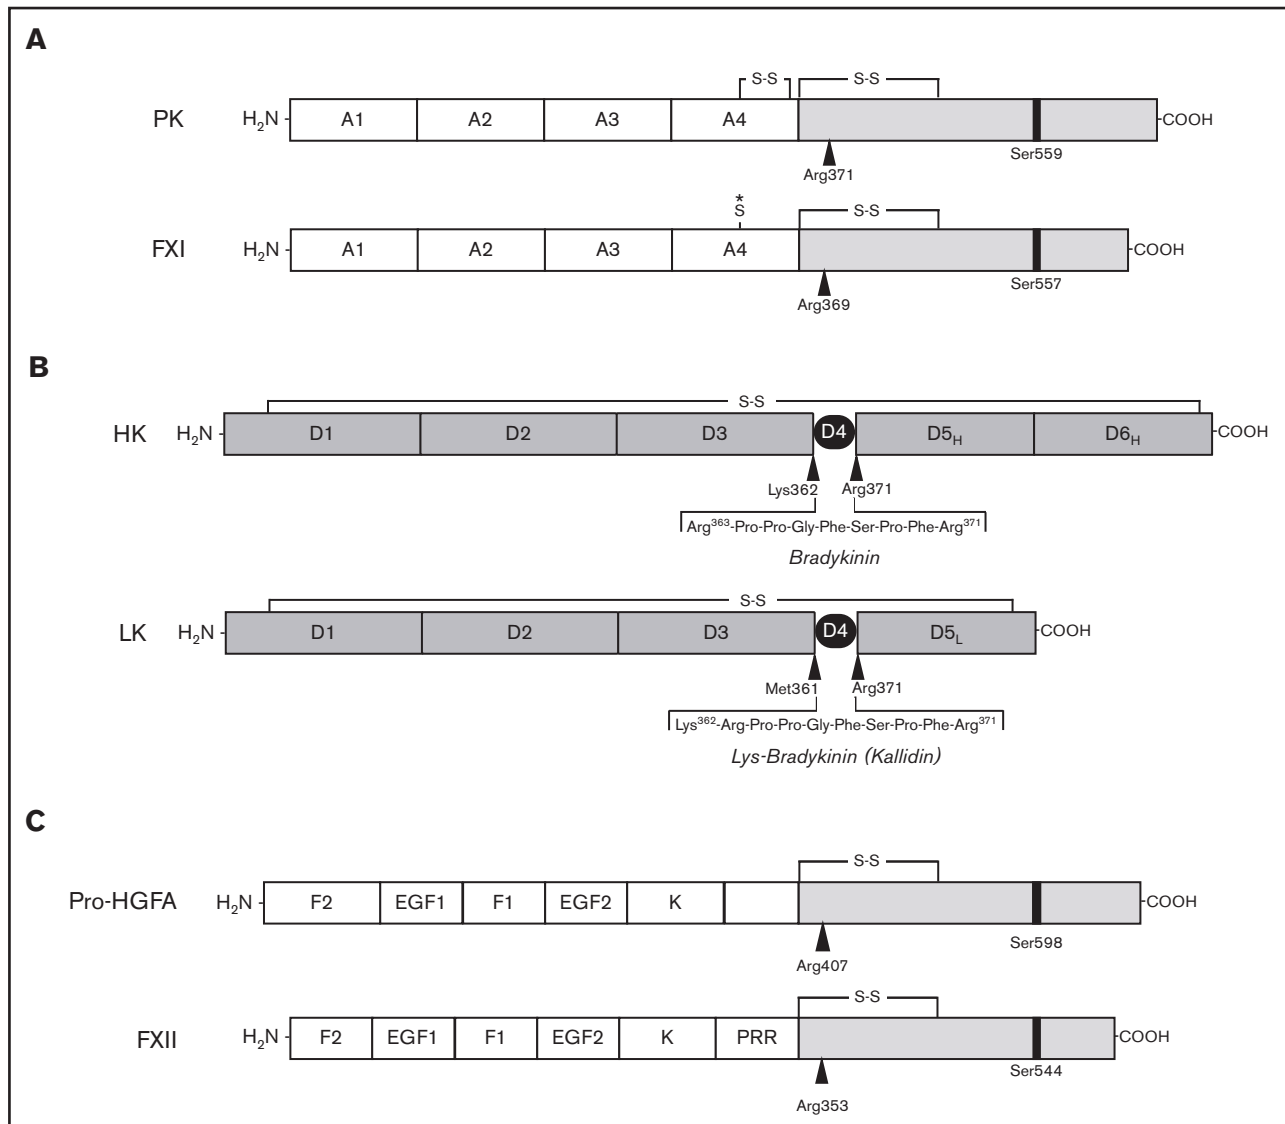 A
S-S S-S
PK H₂N A1 A2 A3 A4 COOH
Ser559
Arg371
*
S S-S
FXI H₂N A1 A2 A3 A4 COOH
Ser557
Arg369
B
S-S
HK H₂N D1 D2 D3 D4 D5H D6H COOH
Lys362 Arg371
Arg³⁶³-Pro-Pro-Gly-Phe-Ser-Pro-Phe-Arg³⁷¹
Bradykinin
S-S
LK H₂N D1 D2 D3 D4 D5L COOH
Met361 Arg371
Lys³⁶²-Arg-Pro-Pro-Gly-Phe-Ser-Pro-Phe-Arg³⁷¹
Lys-Bradykinin (Kallidin)
C
S-S
Pro-HGFA H₂N F2 EGF1 F1 EGF2 K COOH
Ser598
Arg407
S-S
FXII H₂N F2 EGF1 F1 EGF2 K PRR COOH
Ser544
Arg353